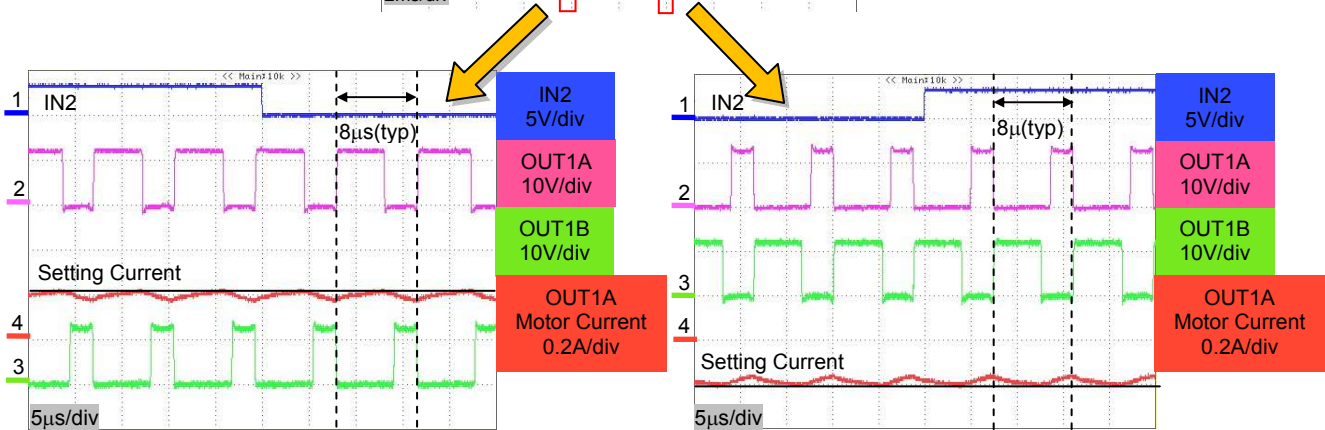 << Main:10k >>
1
IN2
8µs(typ)
2
Setting Current
4
3
5µs/div
IN2
5V/div
OUT1A
10V/div
OUT1B
10V/div
OUT1A
Motor Current
0.2A/div
<< Main:10k >>
1
IN2
8µ(typ)
2
3
4
Setting Current
5µs/div
IN2
5V/div
OUT1A
10V/div
OUT1B
10V/div
OUT1A
Motor Current
0.2A/div